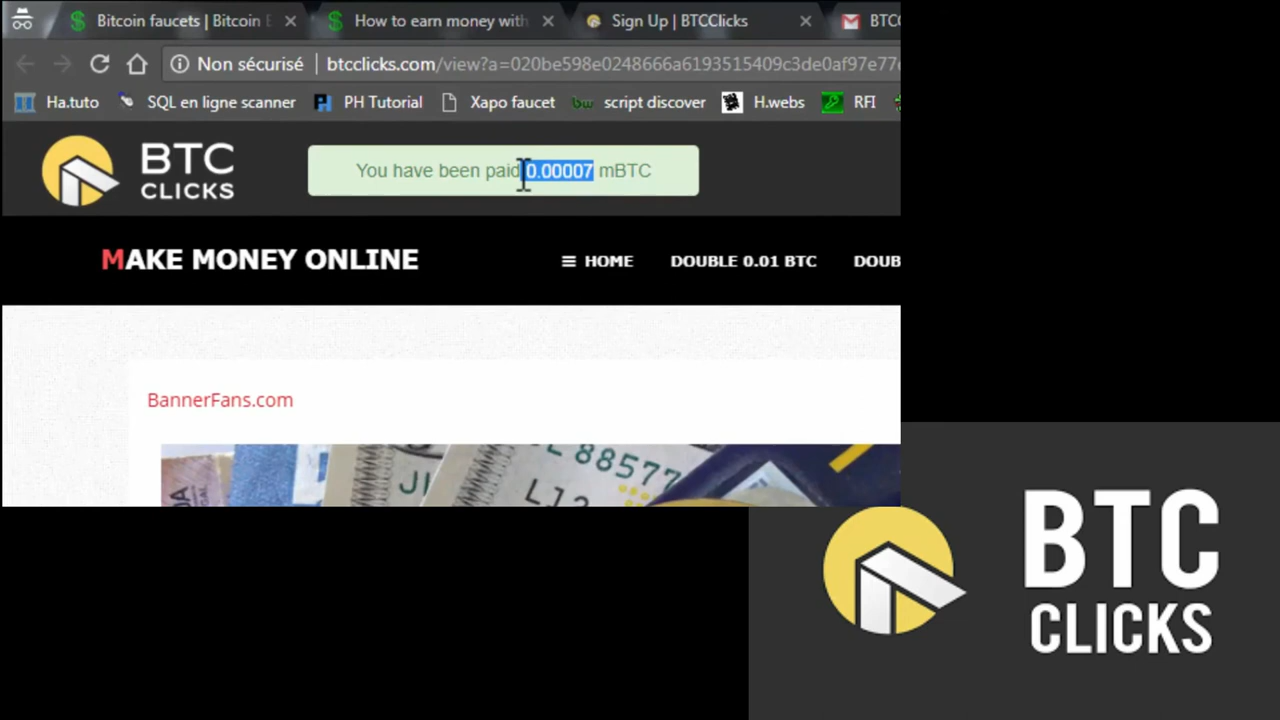 Bitcoin faucets | Bitcoin
How to earn money with
Sign Up | BTCClicks
BTC
Non sécurisé | btcclicks.com/view?a=020be598e0248666a6193515409c3de0af97e77
Ha.tuto
SQL en ligne scanner
PH Tutorial
Xapo faucet
script discover
H.webs
RFI
BTC
CLICKS
You have been paid 0.00007 mBTC
MAKE MONEY ONLINE
HOME
DOUBLE 0.01 BTC
DOUB
BannerFans.com
88577
BTC
CLICKS